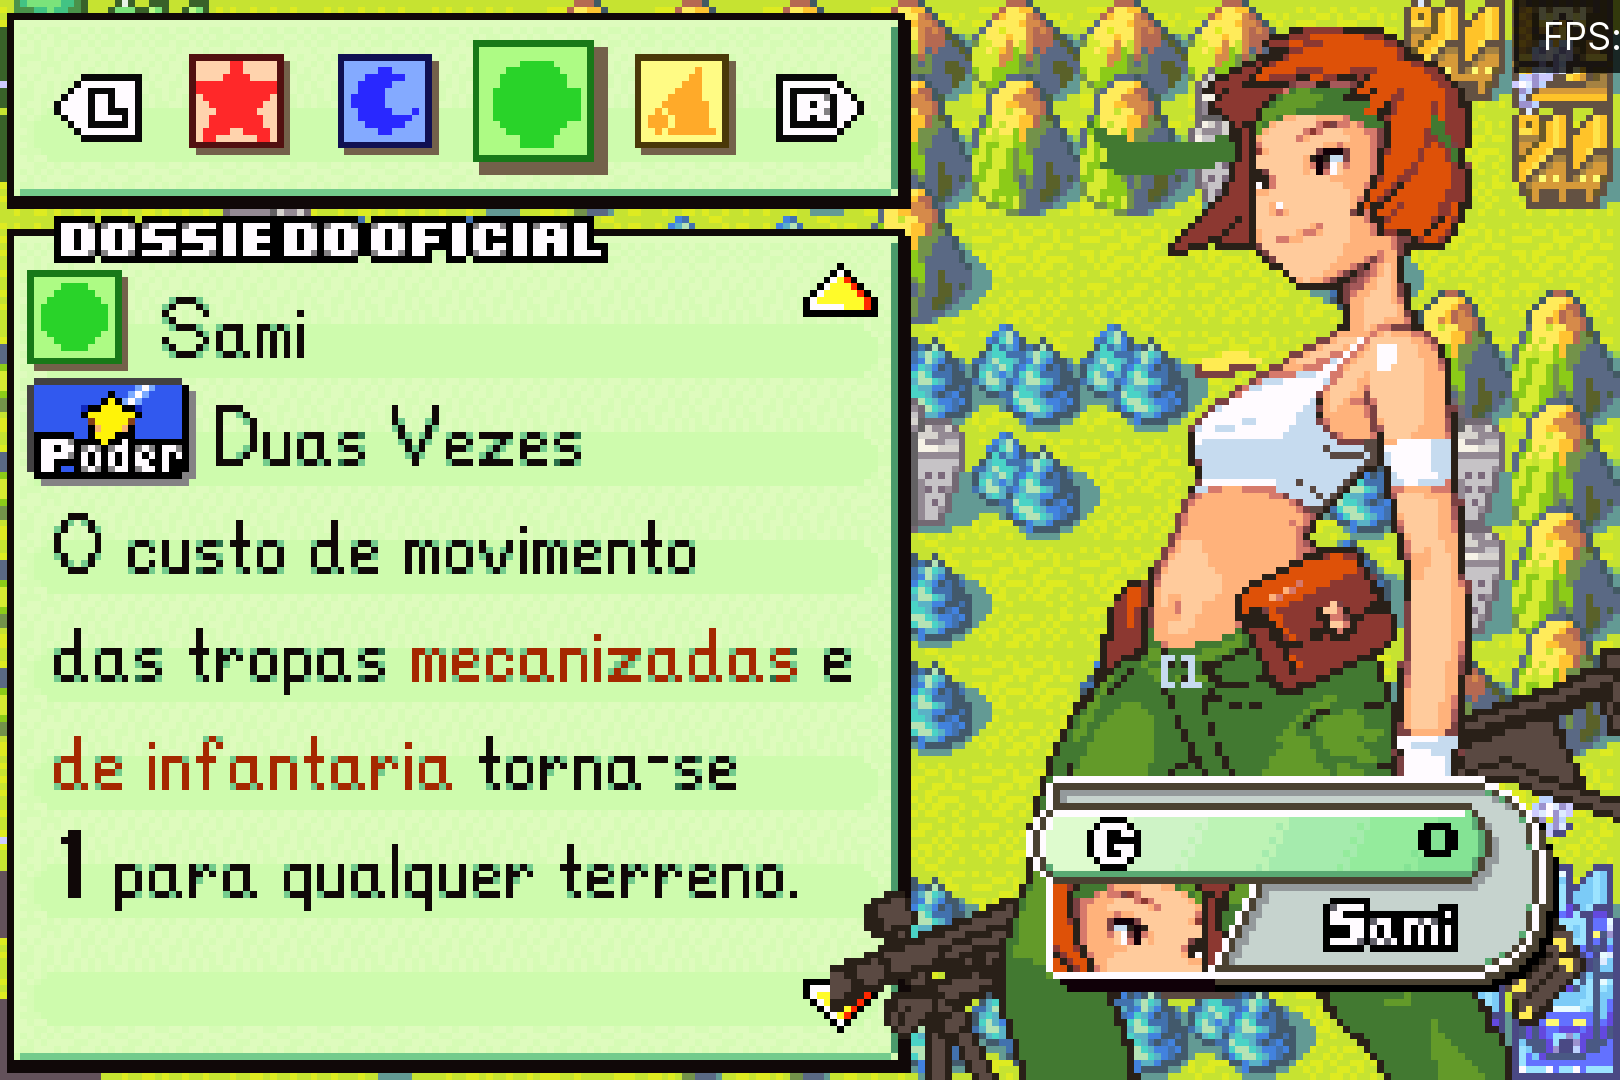 FPS:
L
R
DOSSIE DO OFICIAL
Sami
Poder
Duas Vezes
O custo de movimento
das tropas mecanizadas e
de infantaria torna-se
1 para qualquer terreno.
[1
G 0
Sami